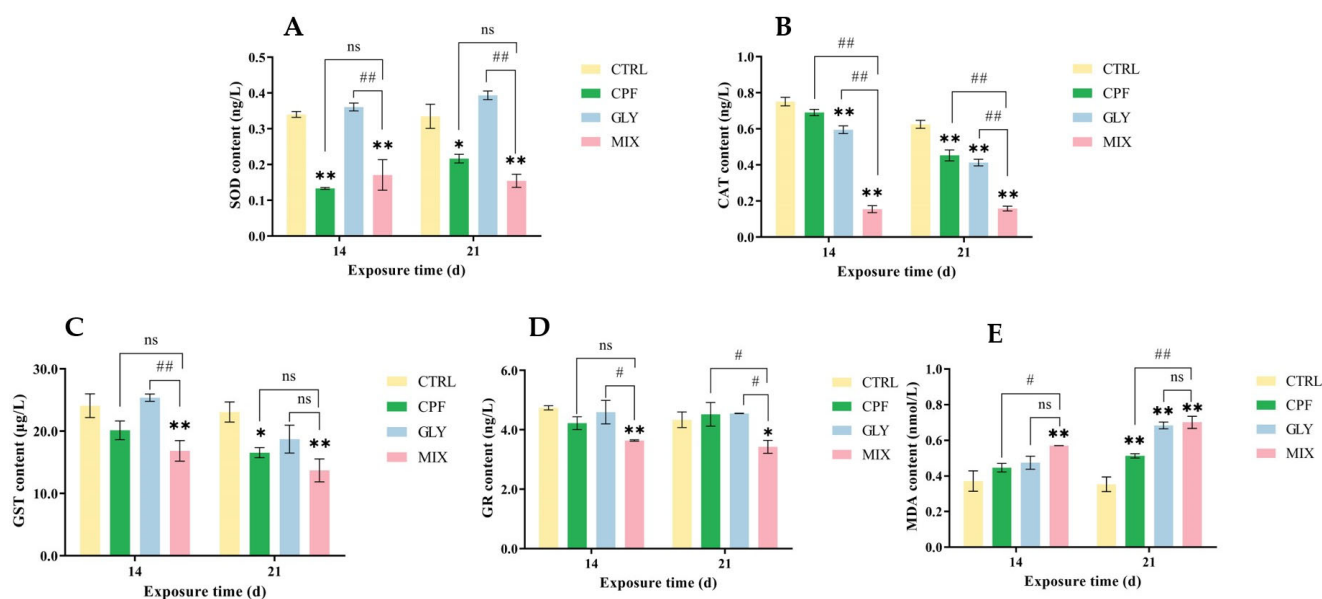 A
SOD content (ng/L)
0.5
0.4
0.3
0.2
0.1
0.0
ns
##
**
**
ns
##
*
**
14
21
Exposure time (d)
CTRL
CPF
GLY
MIX
B
CAT content (ng/L)
1.0
0.8
0.6
0.4
0.2
0.0
##
##
**
**
##
##
**
**
**
14
21
Exposure time (d)
CTRL
CPF
GLY
MIX
C
GST content (μg/L)
30.0
20.0
10.0
0.0
ns
##
**
ns
ns
*
**
14
21
Exposure time (d)
CTRL
CPF
GLY
MIX
D
GR content (ng/L)
6.0
4.0
2.0
0.0
ns
#
**
#
#
*
14
21
Exposure time (d)
CTRL
CPF
GLY
MIX
E
MDA content (nmol/L)
1.0
0.8
0.6
0.4
0.2
0.0
#
ns
**
##
ns
**
**
**
14
21
Exposure time (d)
CTRL
CPF
GLY
MIX